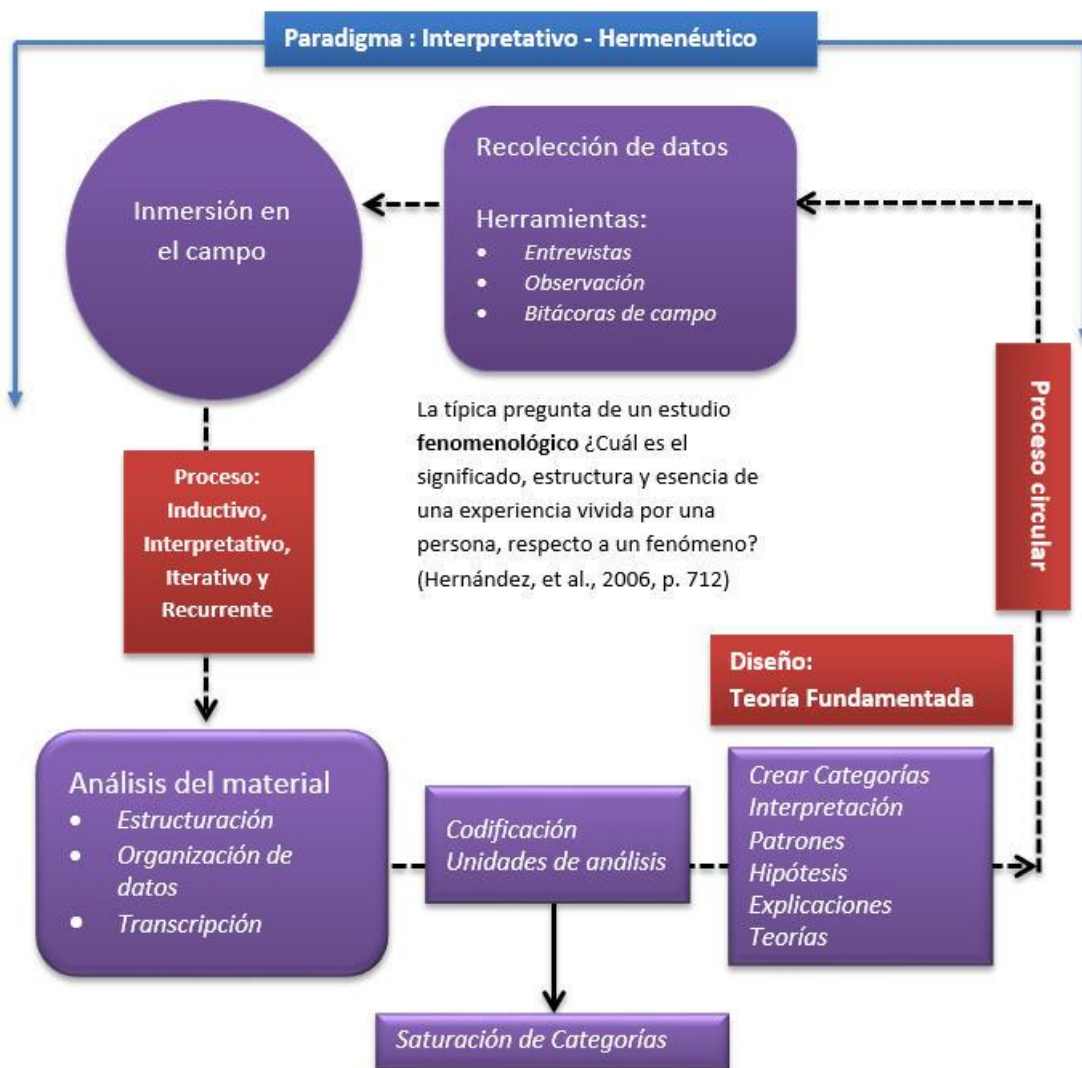 Paradigma : Interpretativo - Hermenéutico
Inmersión en
el campo
Recolección de datos
Herramientas:
• Entrevistas
• Observación
• Bitácoras de campo
La típica pregunta de un estudio
fenomenológico ¿Cuál es el
significado, estructura y esencia de
una experiencia vivida por una
persona, respecto a un fenómeno?
(Hernández, et al., 2006, p. 712)
Proceso:
Inductivo,
Interpretativo,
Iterativo y
Recurrente
Proceso circular
Diseño:
Teoría Fundamentada
Análisis del material
• Estructuración
• Organización de
datos
• Transcripción
Codificación
Unidades de análisis
Crear Categorías
Interpretación
Patrones
Hipótesis
Explicaciones
Teorías
Saturación de Categorías